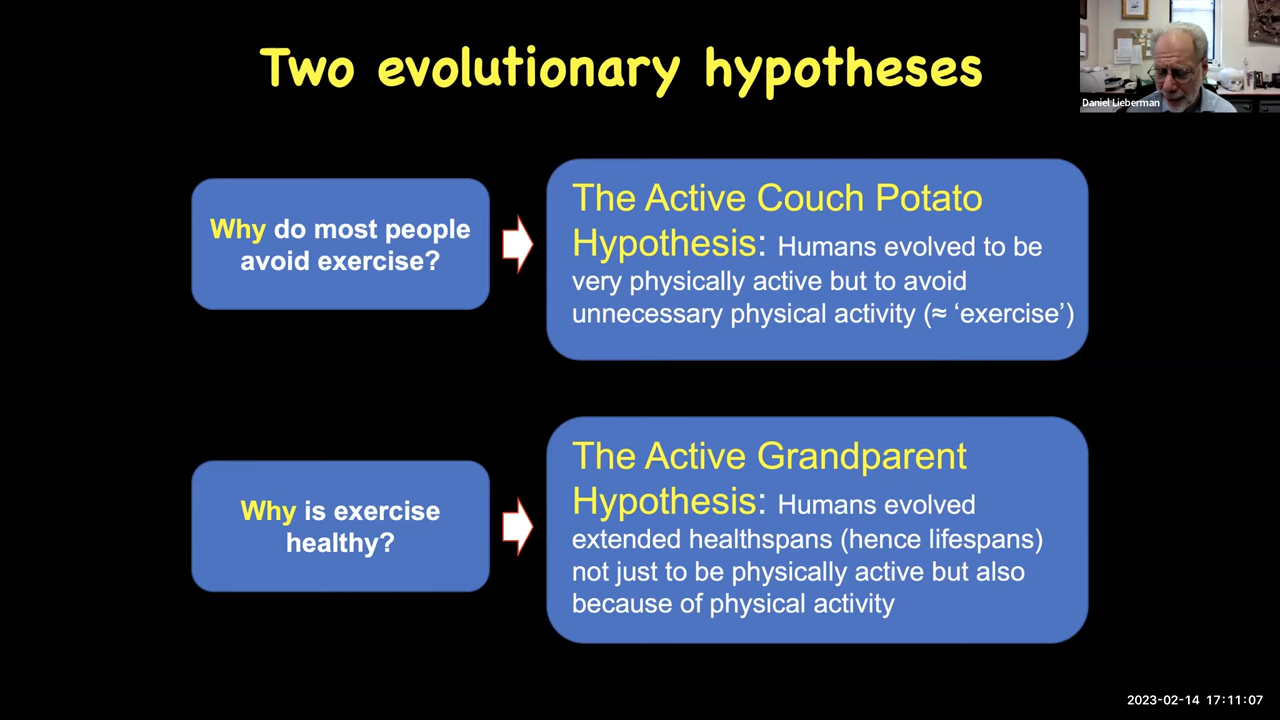 Two evolutionary hypotheses
Daniel Lieberman
Why do most people
avoid exercise?
The Active Couch Potato
Hypothesis: Humans evolved to be
very physically active but to avoid
unnecessary physical activity (≈ ‘exercise’)
Why is exercise
healthy?
The Active Grandparent
Hypothesis: Humans evolved
extended healthspans (hence lifespans)
not just to be physically active but also
because of physical activity
2023-02-14 17:11:07